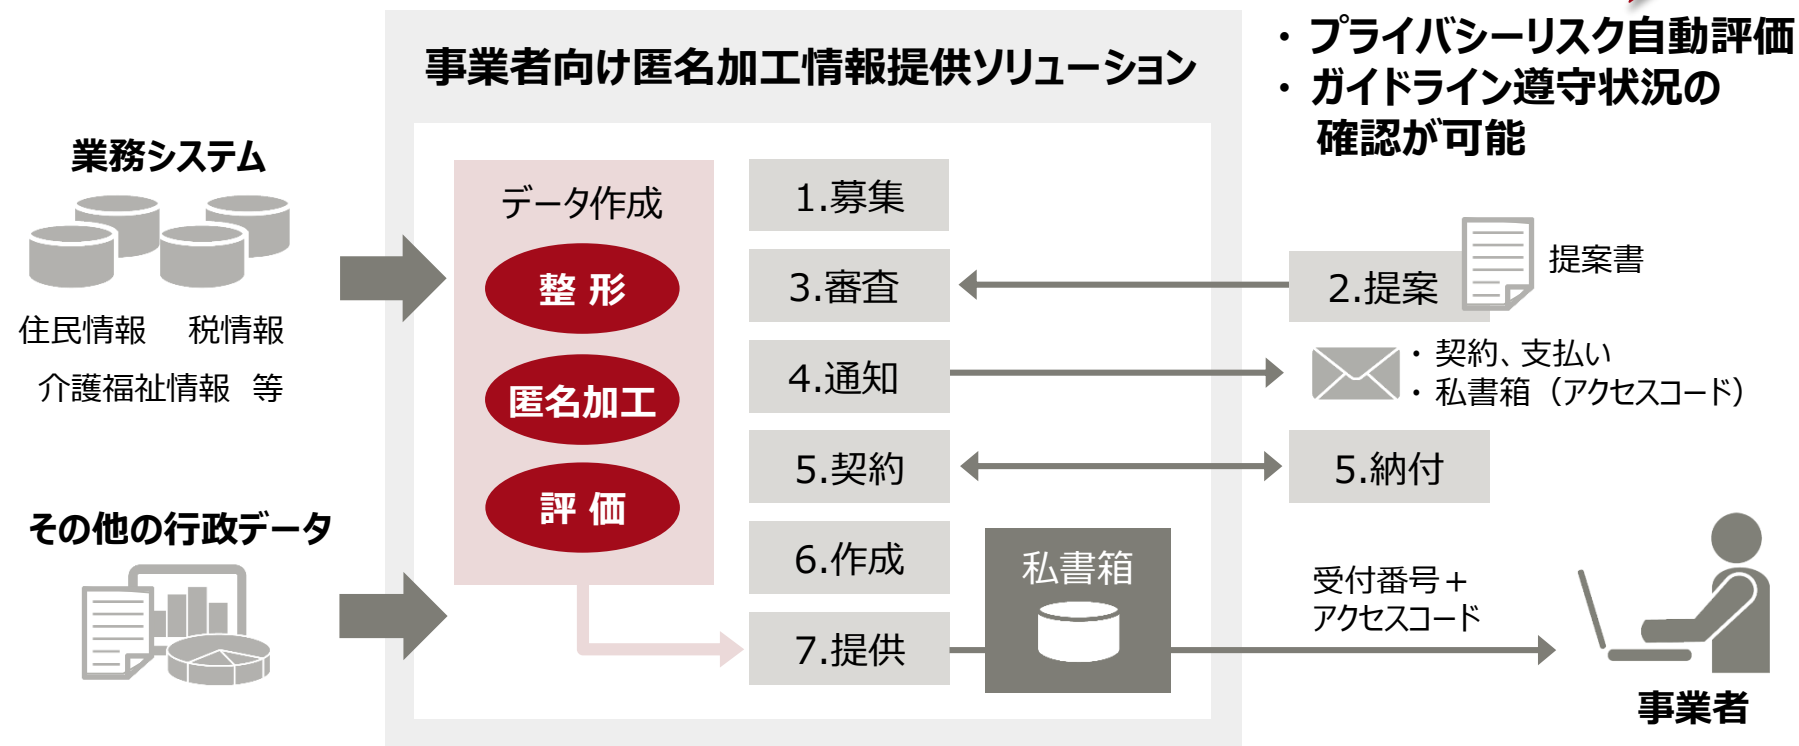 事業者向け匿名加工情報提供ソリューション
・プライバシーリスク自動評価
・ガイドライン遵守状況の
確認が可能
業務システム
住民情報 税情報
介護福祉情報 等
その他の行政データ
データ作成
整 形
匿名加工
評 価
1.募集
3.審査
4.通知
5.契約
6.作成
7.提供
私書箱
2.提案
提案書
・契約、支払い
・私書箱（アクセスコード）
5.納付
受付番号＋
アクセスコード
事業者